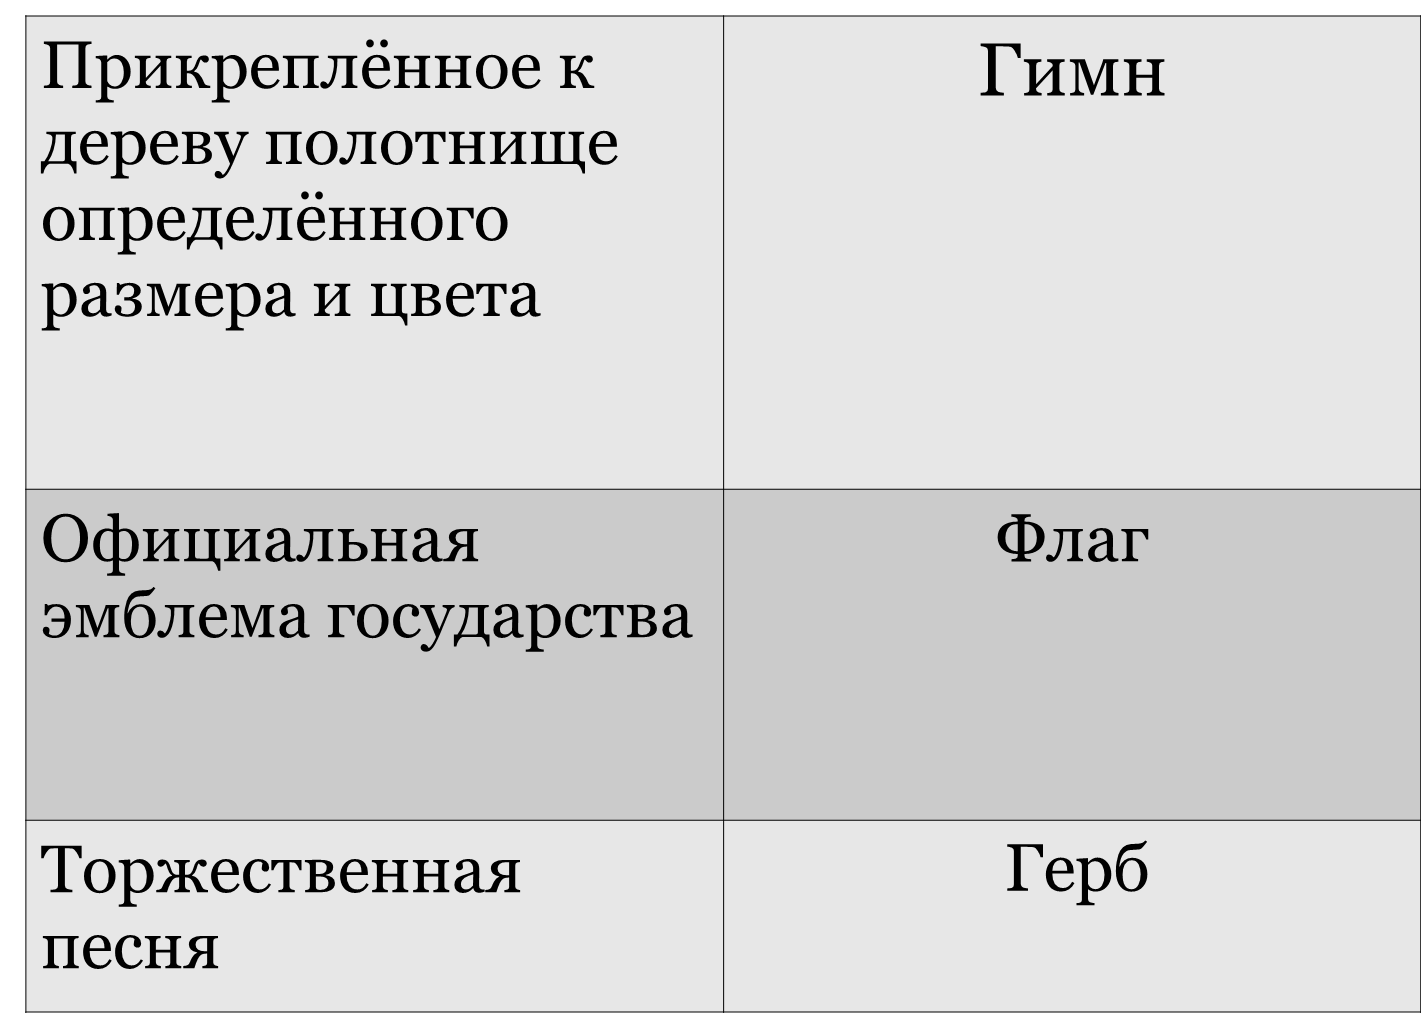 Прикреплённое к
дереву полотнище
определённого
размера и цвета
Гимн
Официальная
эмблема государства
Флаг
Торжественная
песня
Герб